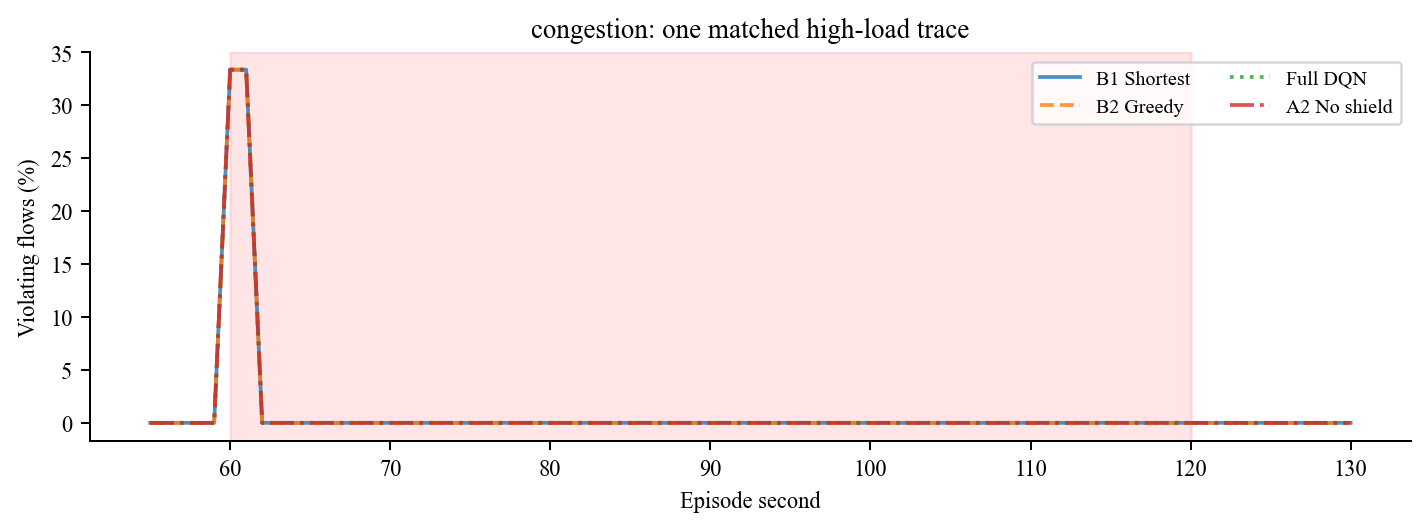 congestion: one matched high-load trace
B1 Shortest
B2 Greedy
Full DQN
A2 No shield
Violating flows (%)
35
30
25
20
15
10
5
0
60 70 80 90 100 110 120 130
Episode second